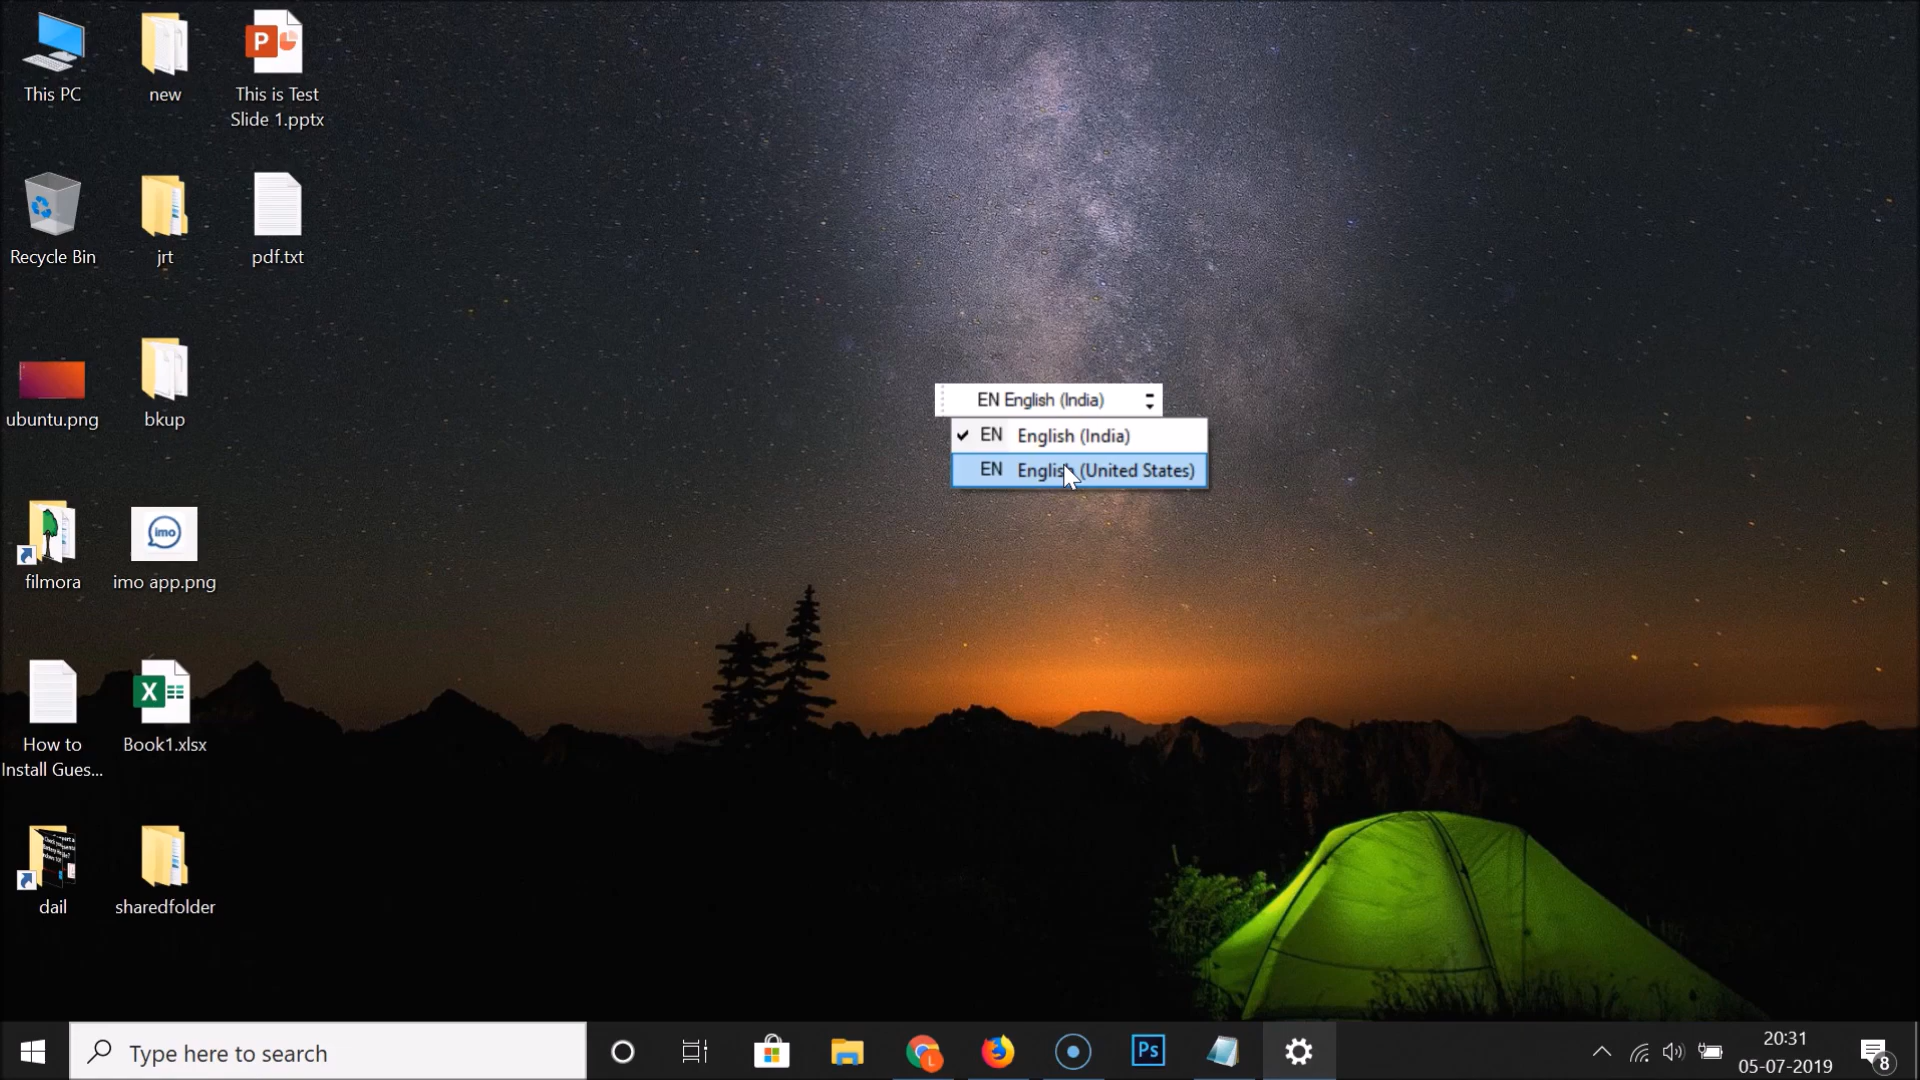 This PC
new
This is Test
Slide 1.pptx
Recycle Bin
jrt
pdf.txt
ubuntu.png
bkup
EN English (India)
EN English (India)
EN English (United States)
filmora
imo
imo app.png
How to
Install Gues...
Book1.xlsx
dail
sharedfolder
Type here to search
L
Ps
20:31
05-07-2019
8